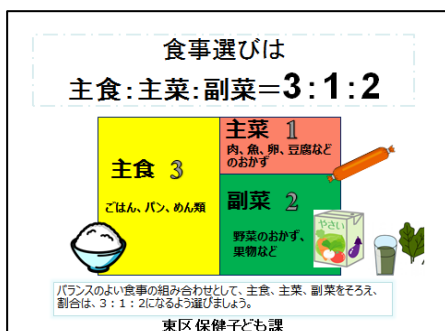 食事選びは
主食:主菜:副菜=3:1:2
主食 3
ごはん、パン、めん類
主菜 1
肉、魚、卵、豆腐など
のおかず
副菜 2
野菜のおかず、
果物など
やさい
バランスのよい食事の組み合わせとして、主食、主菜、副菜をそろえ、
割合は、3:1:2になるよう選びましょう。
東区保健子ども課